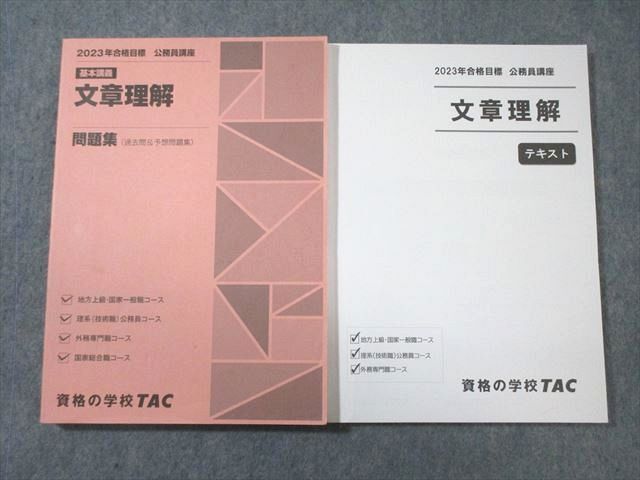 2023年合格目標 公務員講座
基本講義
文章理解
問題集(過去問&予想問題集)
地方上級・国家一般職コース
理系(技術職)公務員コース
外務専門職コース
国家総合職コース
資格の学校TAC
2023年合格目標 公務員講座
文章理解
テキスト
地方上級・国家一般職コース
理系(技術職)公務員コース
外務専門職コース
資格の学校TAC